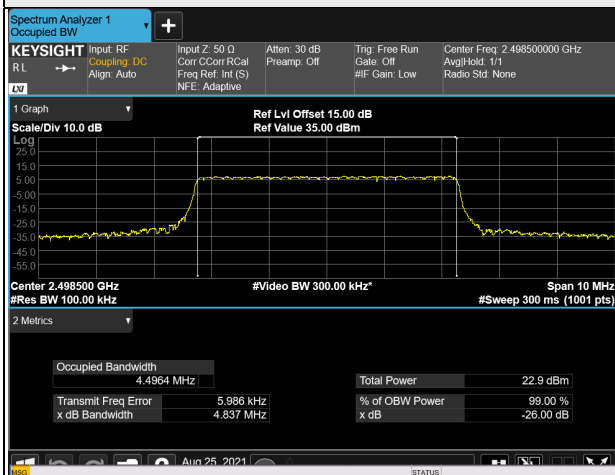 Spectrum Analyzer 1
Occupied BW
+
KEYSIGHT Input: RF Input Z: 50 Ω Atten: 30 dB Trig: Free Run Center Freq: 2.498500000 GHz
RL Coupling: DC Corr CCorr RCal Preamp: Off Gate: Off Avg|Hold: 1/1
Align: Auto Freq Ref: Int (S) #IF Gain: Low Radio Std: None
LXI NFE: Adaptive
1 Graph
Ref Lvl Offset 15.00 dB
Scale/Div 10.0 dB Ref Value 35.00 dBm
Log
25.0
15.0
5.00
-5.00
-15.0
-25.0
-35.0
-45.0
-55.0
Center 2.498500 GHz #Video BW 300.00 kHz* Span 10 MHz
#Res BW 100.00 kHz #Sweep 300 ms (1001 pts)
2 Metrics
Occupied Bandwidth
4.4964 MHz Total Power 22.9 dBm
Transmit Freq Error 5.986 kHz % of OBW Power 99.00 %
x dB Bandwidth 4.837 MHz x dB -26.00 dB
Aug 25, 2021
MSG STATUS